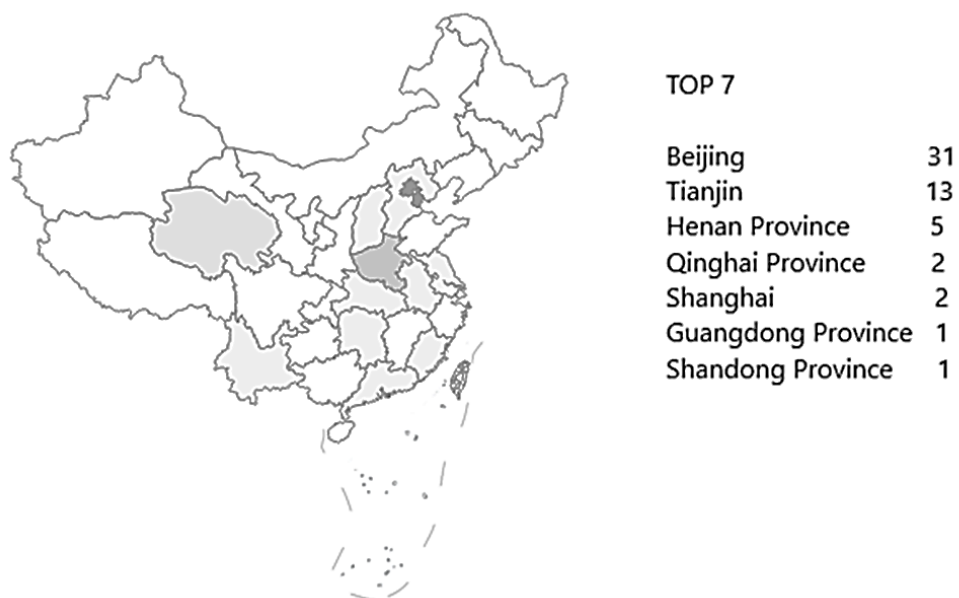 TOP 7
Beijing 31
Tianjin 13
Henan Province 5
Qinghai Province 2
Shanghai 2
Guangdong Province 1
Shandong Province 1